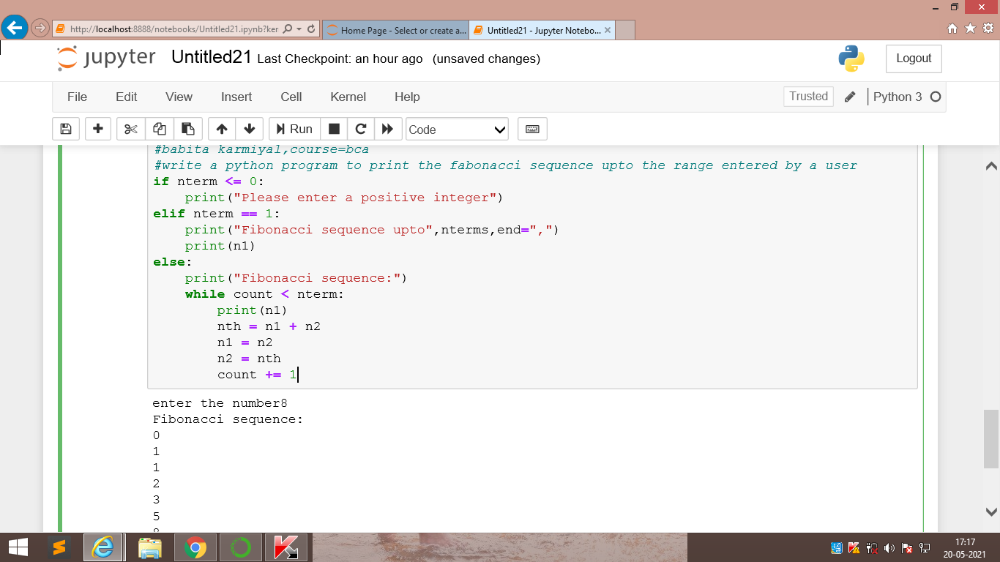 http://localhost:8888/notebooks/Untitled21.ipynb?ker
Home Page - Select or create a...
Untitled21 - Jupyter Notebo...
jupyter Untitled21 Last Checkpoint: an hour ago (unsaved changes)
Logout
File Edit View Insert Cell Kernel Help
Trusted Python 3
Run Code
#babita karmiyal,course=bca
#write a python program to print the fabonacci sequence upto the range entered by a user
if nterm <= 0:
    print("Please enter a positive integer")
elif nterm == 1:
    print("Fibonacci sequence upto",nterms,end=",")
    print(n1)
else:
    print("Fibonacci sequence:")
    while count < nterm:
        print(n1)
        nth = n1 + n2
        n1 = n2
        n2 = nth
        count += 1
enter the number8
Fibonacci sequence:
0
1
1
2
3
5
17:17
20-05-2021